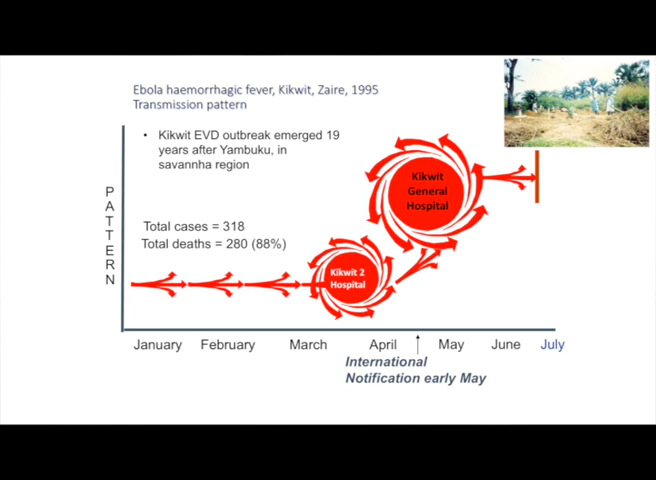 Ebola haemorrhagic fever, Kikwit, Zaire, 1995
Transmission pattern
• Kikwit EVD outbreak emerged 19
years after Yambuku, in
savannha region
PATTERN
Total cases = 318
Total deaths = 280 (88%)
Kikwit
General
Hospital
Kikwit 2
Hospital
January February March April May June July
International
Notification early May